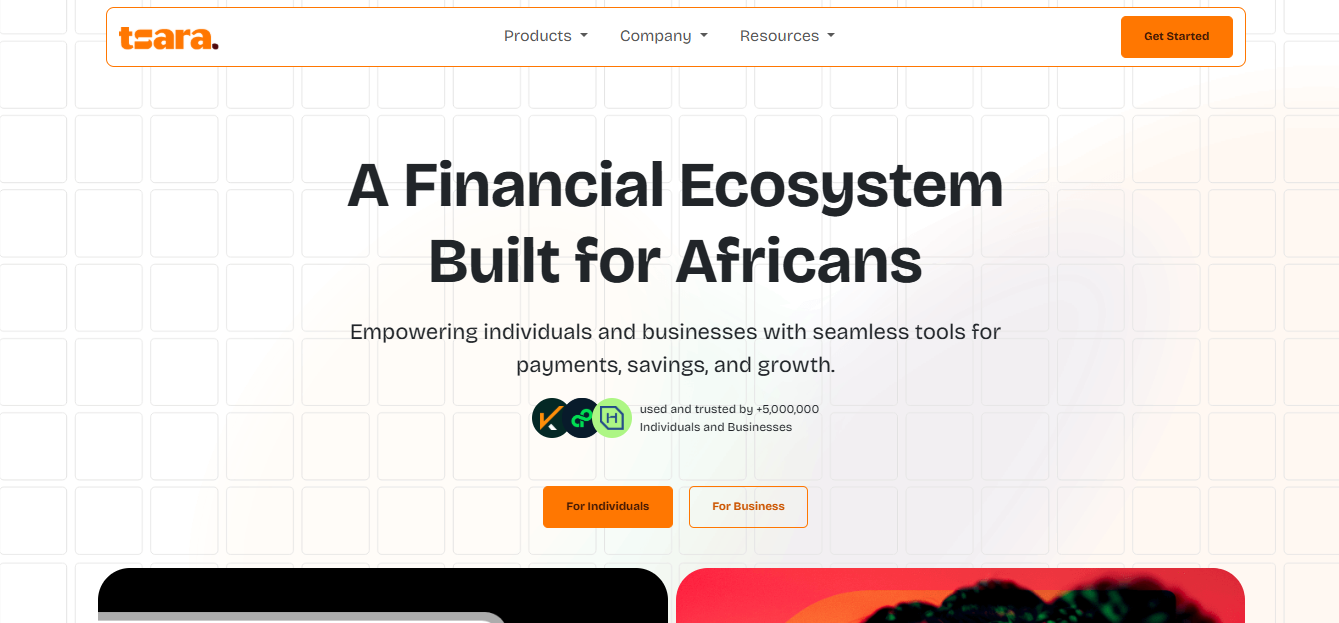 tsara.
Products
Company
Resources
Get Started
A Financial Ecosystem
Built for Africans
Empowering individuals and businesses with seamless tools for
payments, savings, and growth.
used and trusted by +5,000,000
Individuals and Businesses
For Individuals
For Business